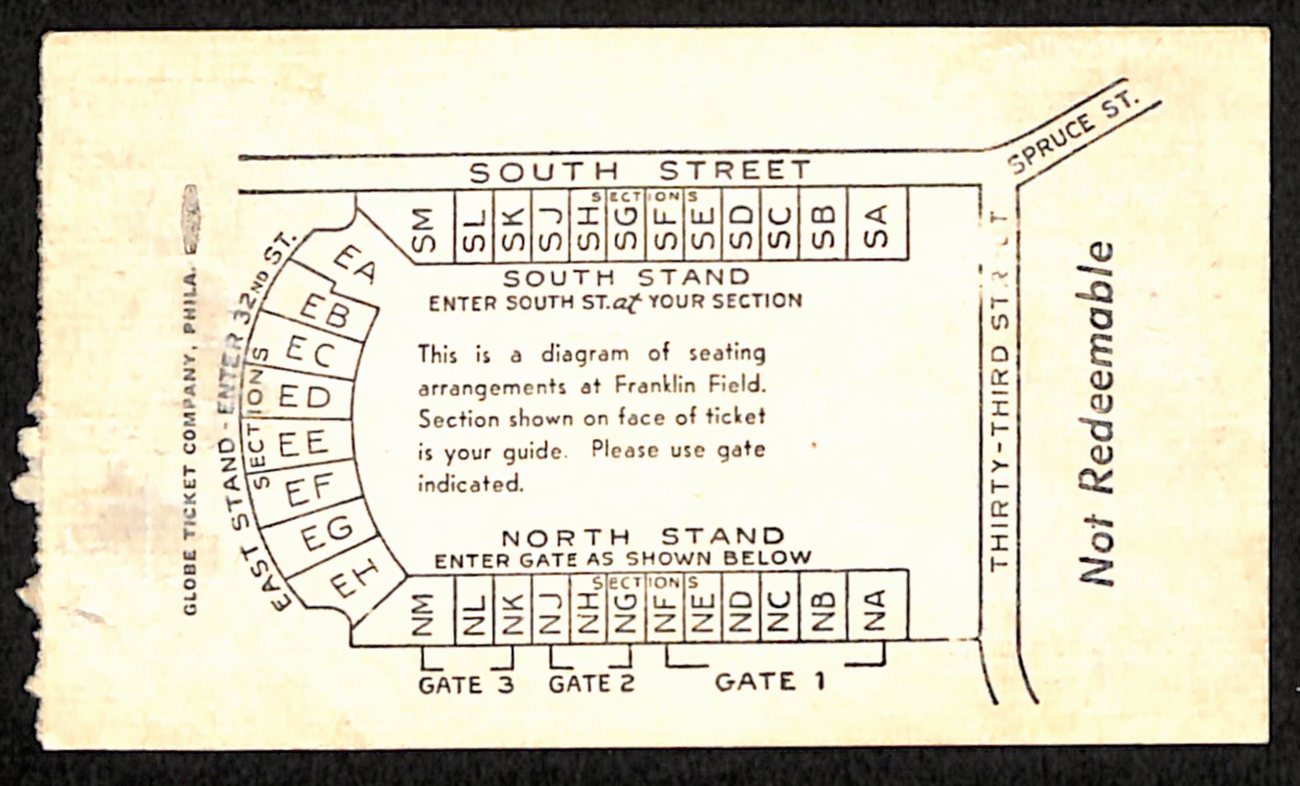 SPRUCE ST.
SOUTH STREET
SECTIONS
SM SL SK SJ SH SG SF SE SD SC SB SA
SOUTH STAND
ENTER SOUTH ST. at YOUR SECTION
EAST STAND - ENTER 32ND ST.
SECTIONS
EA
EB
EC
ED
EE
EF
EG
EH
This is a diagram of seating
arrangements at Franklin Field.
Section shown on face of ticket
is your guide. Please use gate
indicated.
NORTH STAND
ENTER GATE AS SHOWN BELOW
SECTIONS
NM NL NK NJ NH NG NF NE ND NC NB NA
GATE 3 GATE 2 GATE 1
THIRTY-THIRD STREET
Not Redeemable
GLOBE TICKET COMPANY, PHILA.